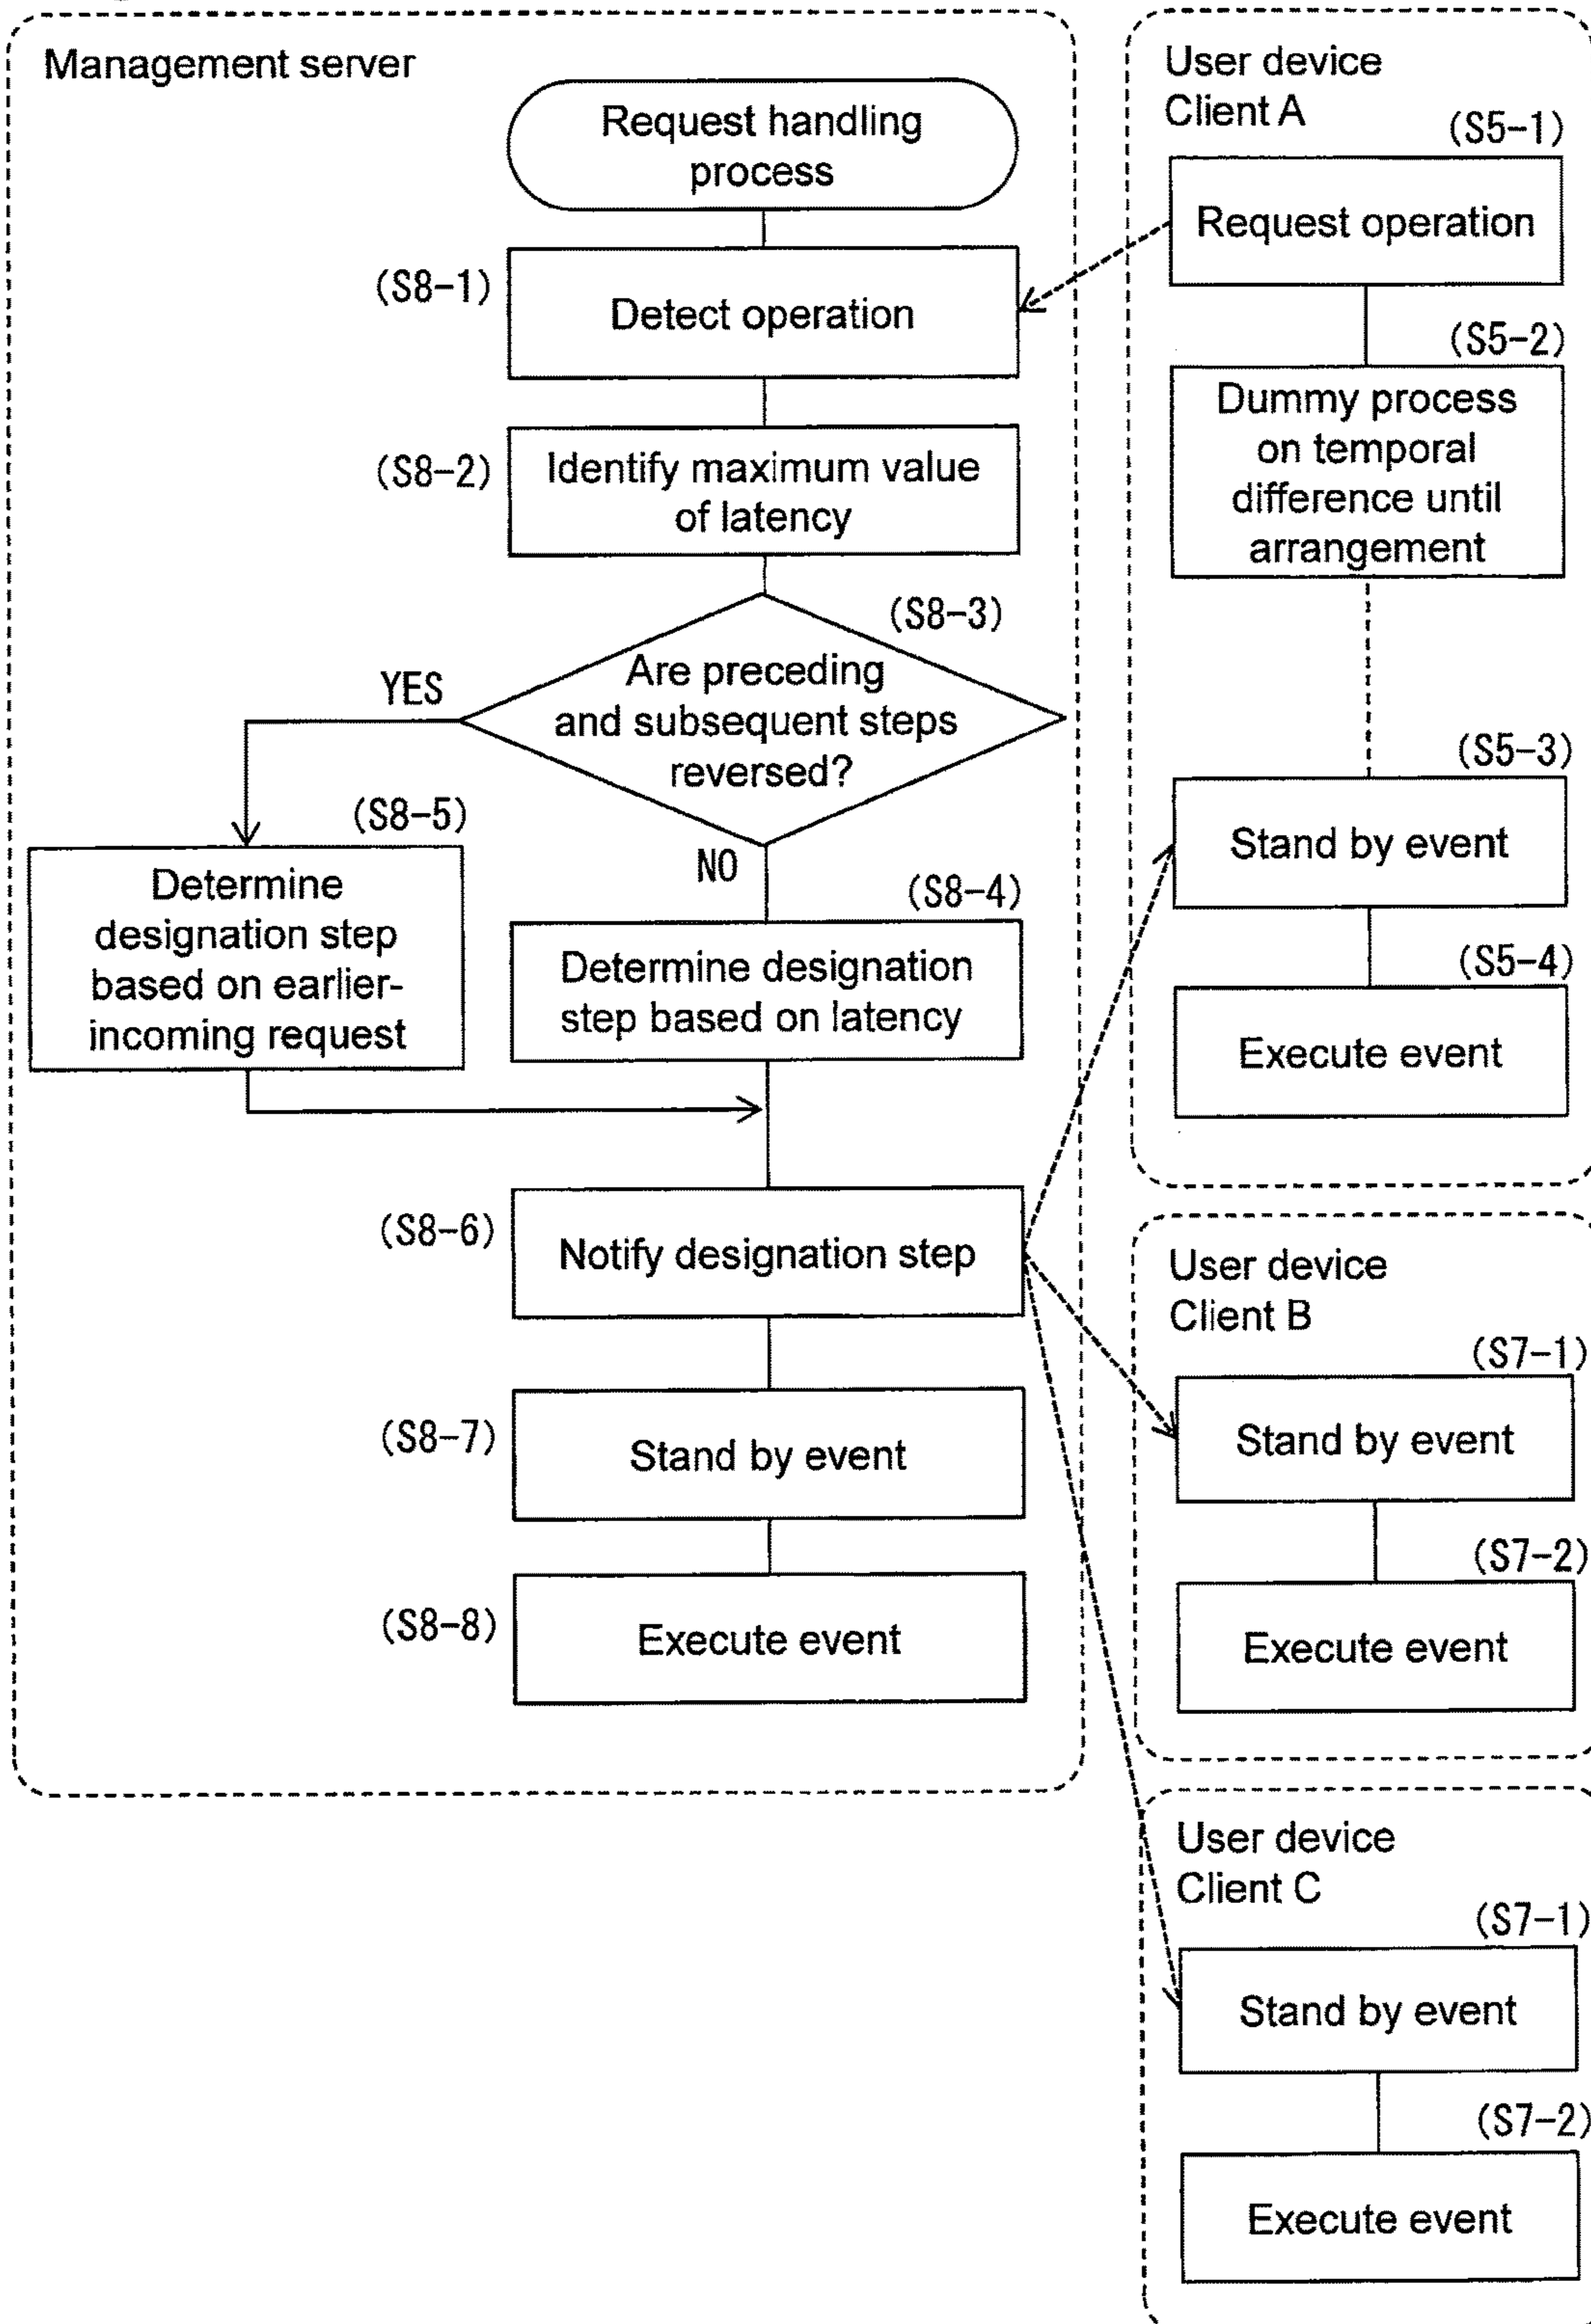 Management server
Request handling
process
(S8-1)
Detect operation
(S8-2)
Identify maximum value
of latency
(S8-3)
Are preceding
and subsequent steps
reversed?
YES
NO
(S8-5)
Determine
designation step
based on earlier-
incoming request
(S8-4)
Determine designation
step based on latency
(S8-6)
Notify designation step
(S8-7)
Stand by event
(S8-8)
Execute event
User device
Client A
(S5-1)
Request operation
(S5-2)
Dummy process
on temporal
difference until
arrangement
(S5-3)
Stand by event
(S5-4)
Execute event
User device
Client B
(S7-1)
Stand by event
(S7-2)
Execute event
User device
Client C
(S7-1)
Stand by event
(S7-2)
Execute event